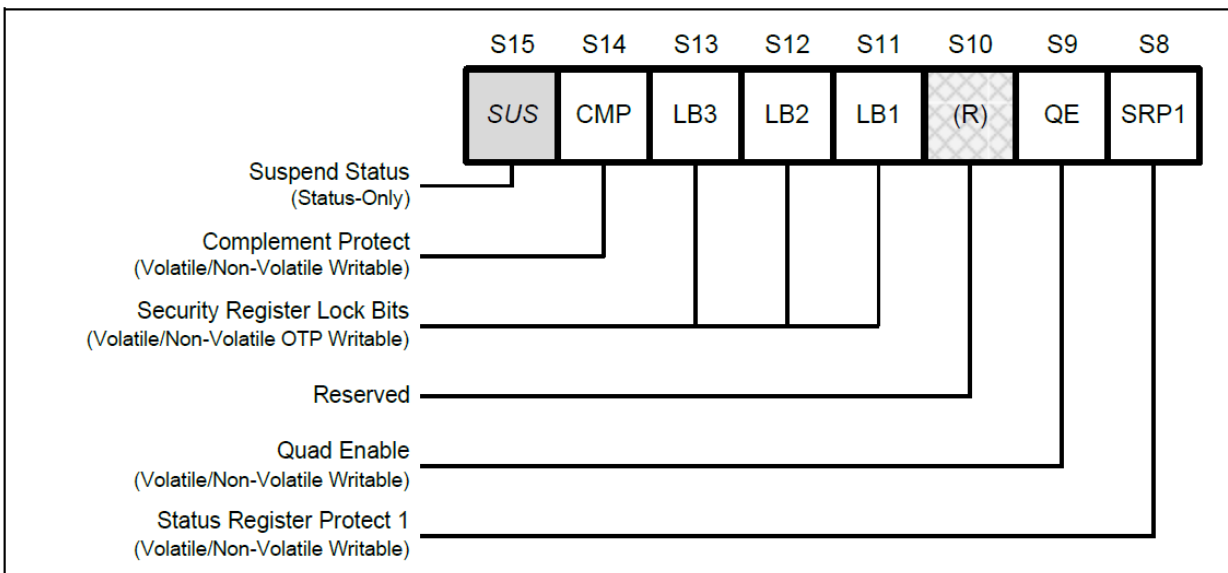 S15 S14 S13 S12 S11 S10 S9 S8
SUS CMP LB3 LB2 LB1 (R) QE SRP1
Suspend Status
(Status-Only)
Complement Protect
(Volatile/Non-Volatile Writable)
Security Register Lock Bits
(Volatile/Non-Volatile OTP Writable)
Reserved
Quad Enable
(Volatile/Non-Volatile Writable)
Status Register Protect 1
(Volatile/Non-Volatile Writable)